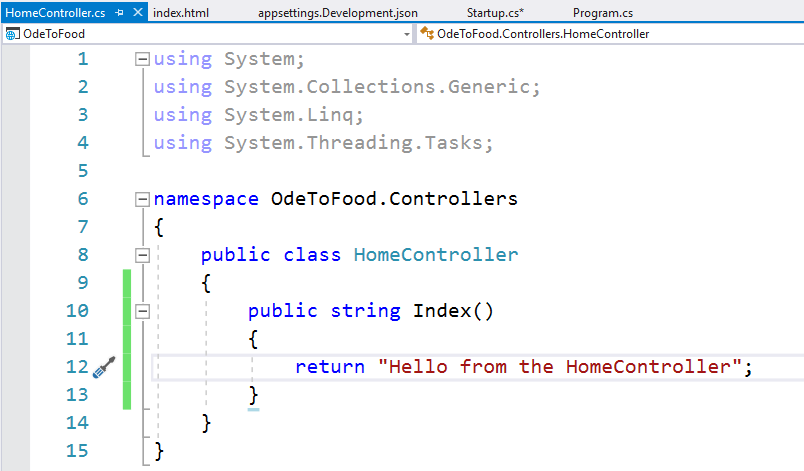 HomeController.cs index.html appsettings.Development.json Startup.cs* Program.cs
OdeToFood OdeToFood.Controllers.HomeController
1 using System;
2 using System.Collections.Generic;
3 using System.Linq;
4 using System.Threading.Tasks;
5
6 namespace OdeToFood.Controllers
7 {
8 public class HomeController
9 {
10 public string Index()
11 {
12 return "Hello from the HomeController";
13 }
14 }
15 }